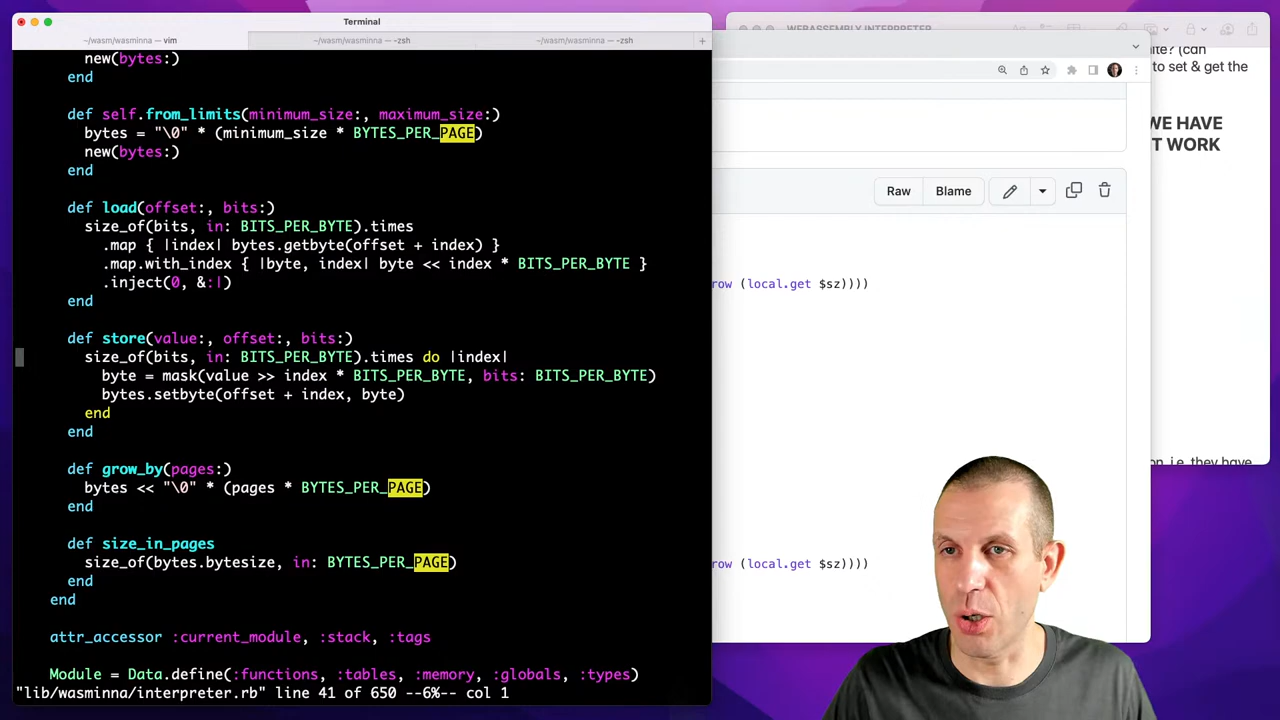 Terminal
WEBASSEMBLY INTERPRETER
~/wasm/wasminna — vim
~/wasm/wasminna — -zsh
~/wasm/wasminna — -zsh
+
new(bytes:)
end
def self.from_limits(minimum_size:, maximum_size:)
bytes = "\0" * (minimum_size * BYTES_PER_PAGE)
new(bytes:)
end
def load(offset:, bits:)
size_of(bits, in: BITS_PER_BYTE).times
.map { |index| bytes.getbyte(offset + index) }
.map.with_index { |byte, index| byte << index * BITS_PER_BYTE }
.inject(0, &:|)
end
def store(value:, offset:, bits:)
size_of(bits, in: BITS_PER_BYTE).times do |index|
byte = mask(value >> index * BITS_PER_BYTE, bits: BITS_PER_BYTE)
bytes.setbyte(offset + index, byte)
end
end
def grow_by(pages:)
bytes << "\0" * (pages * BYTES_PER_PAGE)
end
def size_in_pages
size_of(bytes.bytesize, in: BYTES_PER_PAGE)
end
end
attr_accessor :current_module, :stack, :tags
Module = Data.define(:functions, :tables, :memory, :globals, :types)
"lib/wasminna/interpreter.rb" line 41 of 650 --6%-- col 1
Raw
Blame
row (local.get $sz))))
row (local.get $sz))))
(can
to set & get the
WE HAVE
T WORK
i.e. they have